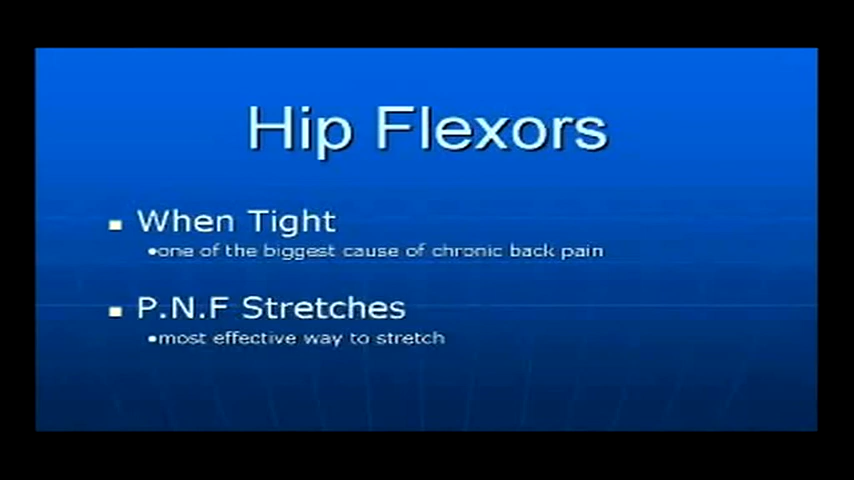 Hip Flexors
When Tight
•one of the biggest cause of chronic back pain
P.N.F Stretches
•most effective way to stretch